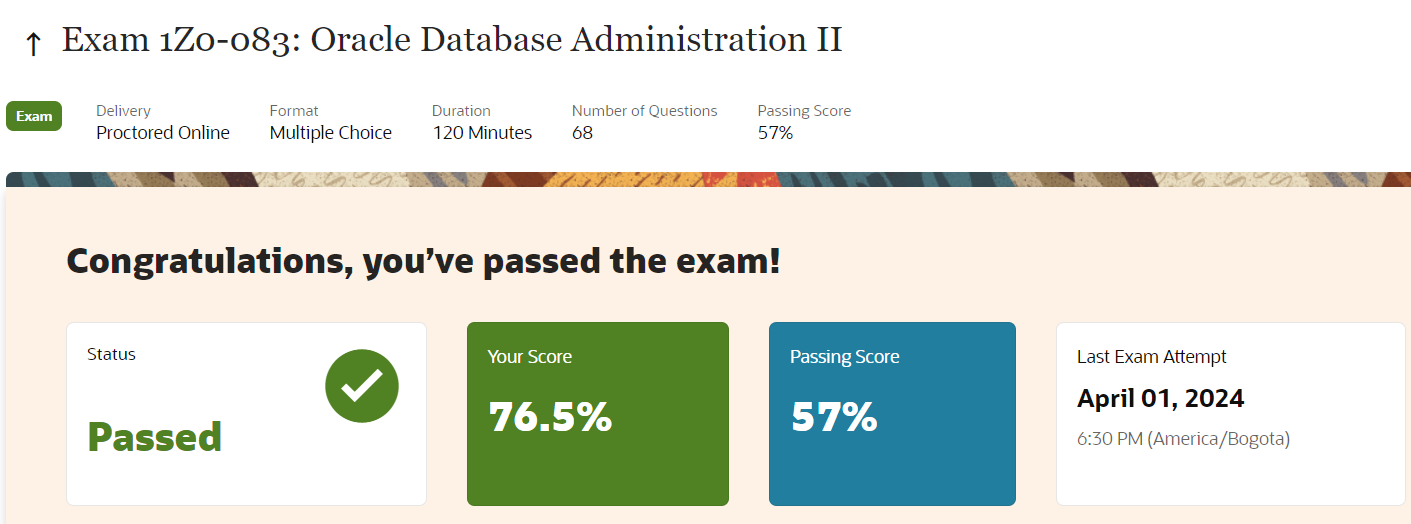 ↑ Exam 1Z0-083: Oracle Database Administration II
Exam
Delivery
Proctored Online
Format
Multiple Choice
Duration
120 Minutes
Number of Questions
68
Passing Score
57%
Congratulations, you’ve passed the exam!
Status
Passed
Your Score
76.5%
Passing Score
57%
Last Exam Attempt
April 01, 2024
6:30 PM (America/Bogota)